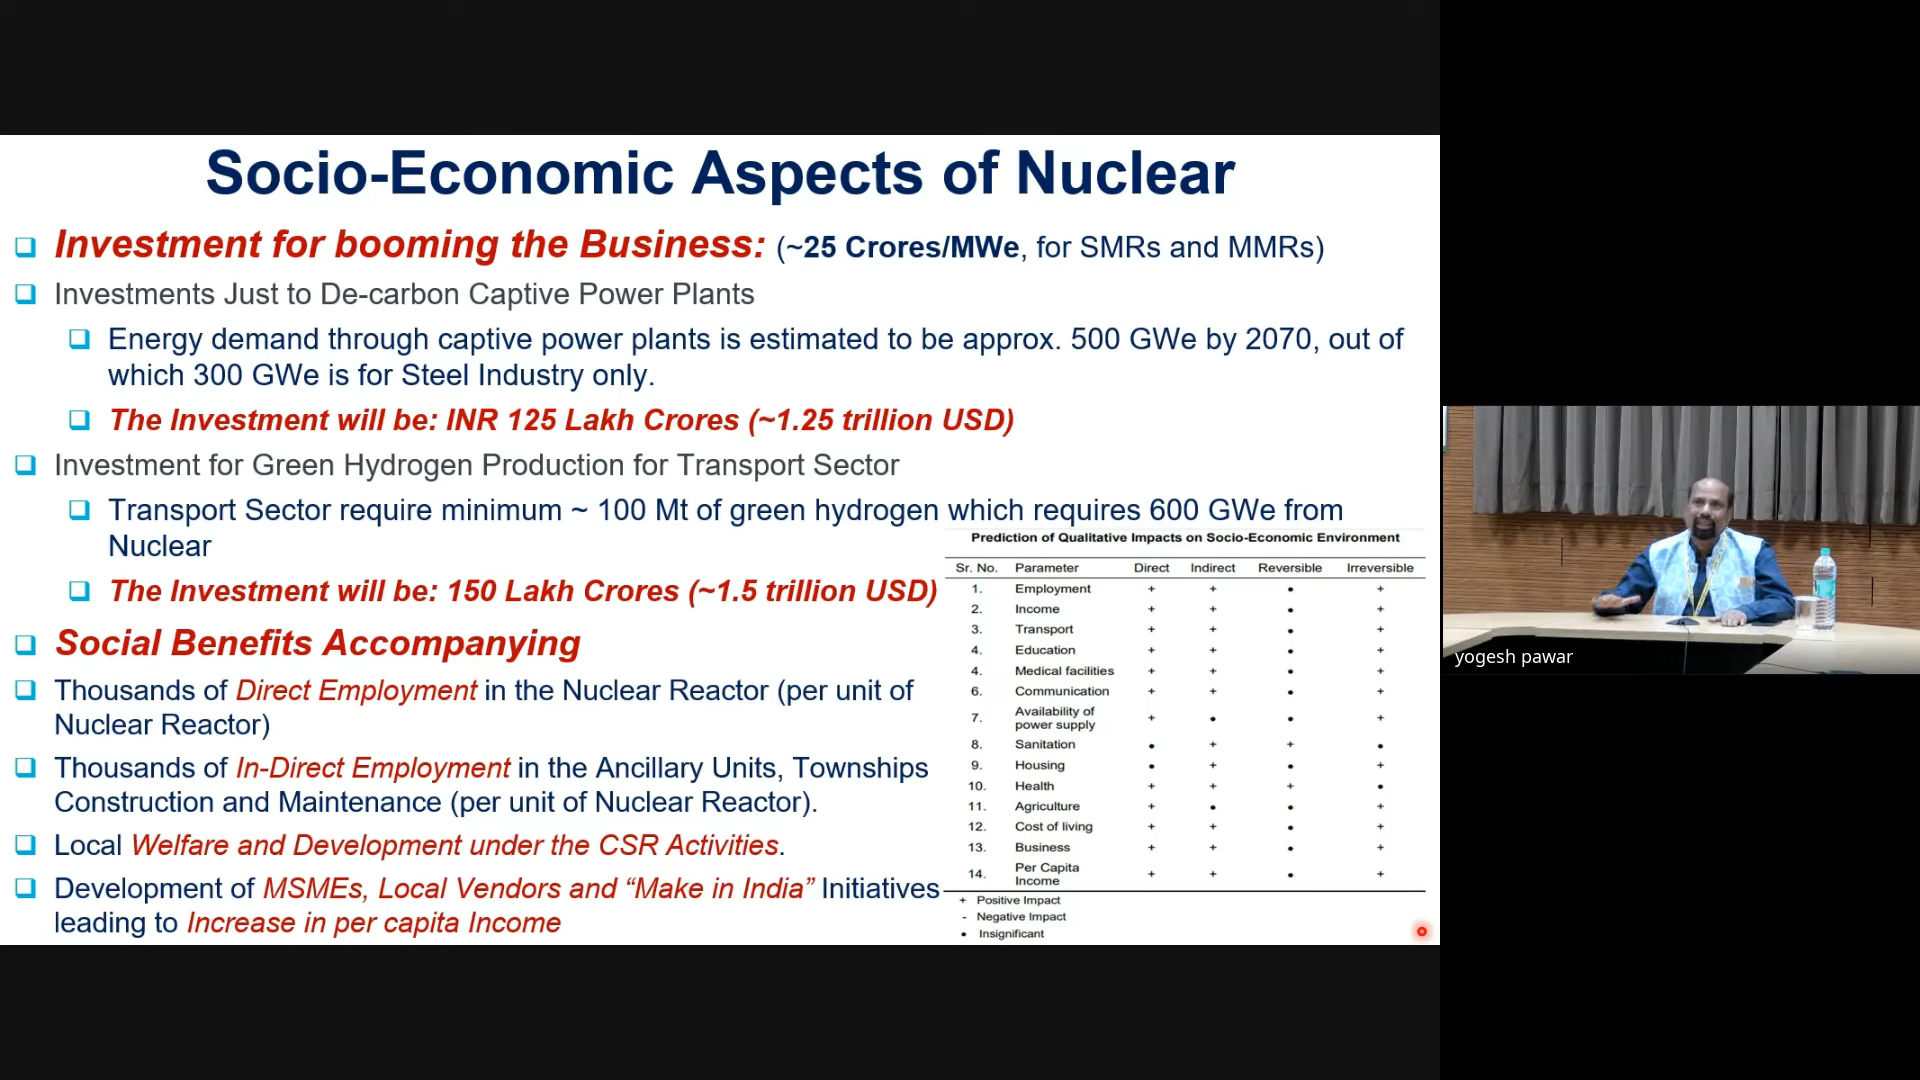 Socio-Economic Aspects of Nuclear
Investment for booming the Business: (~25 Crores/MWe, for SMRs and MMRs)
Investments Just to De-carbon Captive Power Plants
Energy demand through captive power plants is estimated to be approx. 500 GWe by 2070, out of
which 300 GWe is for Steel Industry only.
The Investment will be: INR 125 Lakh Crores (~1.25 trillion USD)
Investment for Green Hydrogen Production for Transport Sector
Transport Sector require minimum ~ 100 Mt of green hydrogen which requires 600 GWe from
Nuclear
The Investment will be: 150 Lakh Crores (~1.5 trillion USD)
Social Benefits Accompanying
Thousands of Direct Employment in the Nuclear Reactor (per unit of
Nuclear Reactor)
Thousands of In-Direct Employment in the Ancillary Units, Townships
Construction and Maintenance (per unit of Nuclear Reactor).
Local Welfare and Development under the CSR Activities.
Development of MSMEs, Local Vendors and “Make in India” Initiatives
leading to Increase in per capita Income
Prediction of Qualitative Impacts on Socio-Economic Environment
Sr. No. Parameter Direct Indirect Reversible Irreversible
1. Employment + + • +
2. Income + + • +
3. Transport + + • +
4. Education + + • +
4. Medical facilities + + • +
6. Communication + + • +
7. Availability of
power supply + • • +
8. Sanitation • + + •
9. Housing • + • +
10. Health + + + •
11. Agriculture + • • +
12. Cost of living + + • +
13. Business + + • +
14. Per Capita
Income + + • +
+ Positive Impact
- Negative Impact
• Insignificant
yogesh pawar